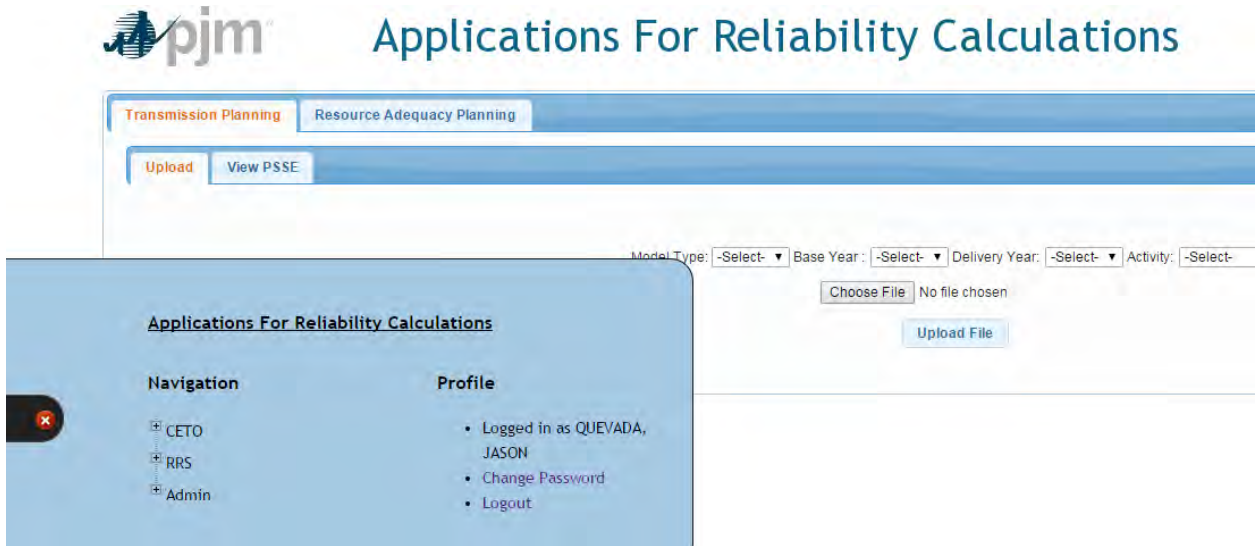 pjm Applications For Reliability Calculations
Transmission Planning Resource Adequacy Planning
Upload View PSSE
Model Type: -Select- Base Year : -Select- Delivery Year: -Select- Activity: -Select-
Choose File No file chosen
Upload File
Applications For Reliability Calculations
Navigation
CETO
RRS
Admin
Profile
Logged in as QUEVADA,
JASON
Change Password
Logout